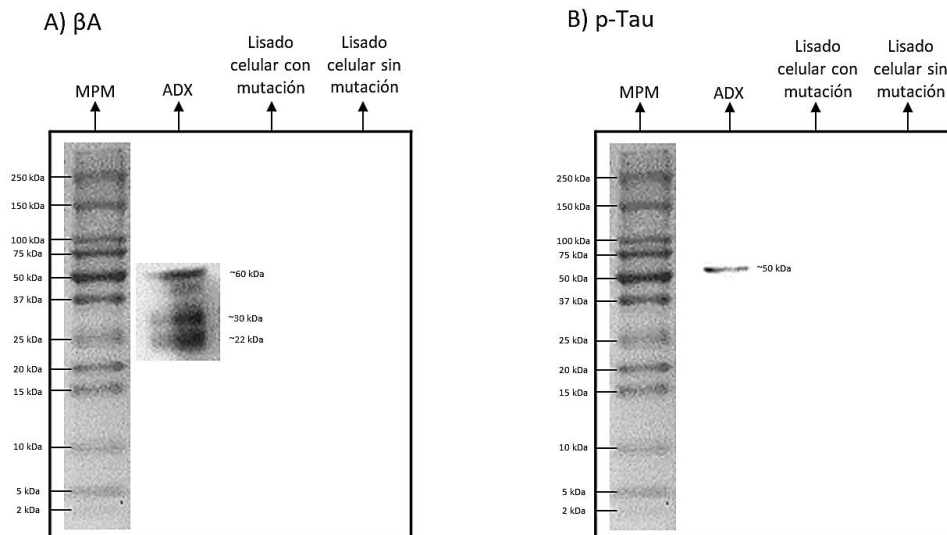 A) βA
MPM
ADX
Lisado
celular con
mutación
Lisado
celular sin
mutación
250 kDa
150 kDa
100 kDa
75 kDa
50 kDa
37 kDa
25 kDa
20 kDa
15 kDa
10 kDa
5 kDa
2 kDa
~60 kDa
~30 kDa
~22 kDa
B) p-Tau
MPM
ADX
Lisado
celular con
mutación
Lisado
celular sin
mutación
250 kDa
150 kDa
100 kDa
75 kDa
50 kDa
37 kDa
25 kDa
20 kDa
15 kDa
10 kDa
5 kDa
2 kDa
~50 kDa